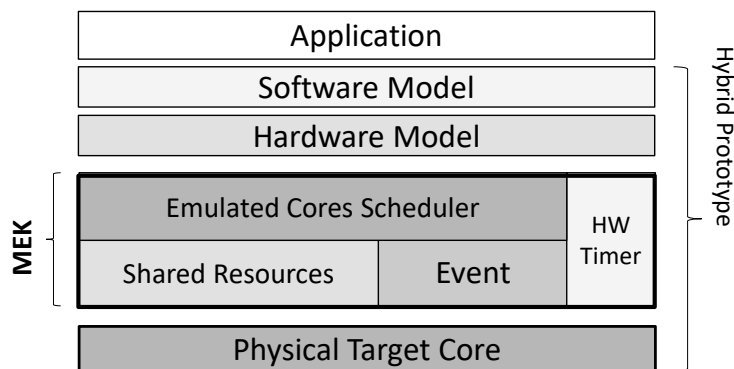 Application
Software Model
Hardware Model
Emulated Cores Scheduler
HW
Timer
Shared Resources
Event
Physical Target Core
MEK
Hybrid Prototype